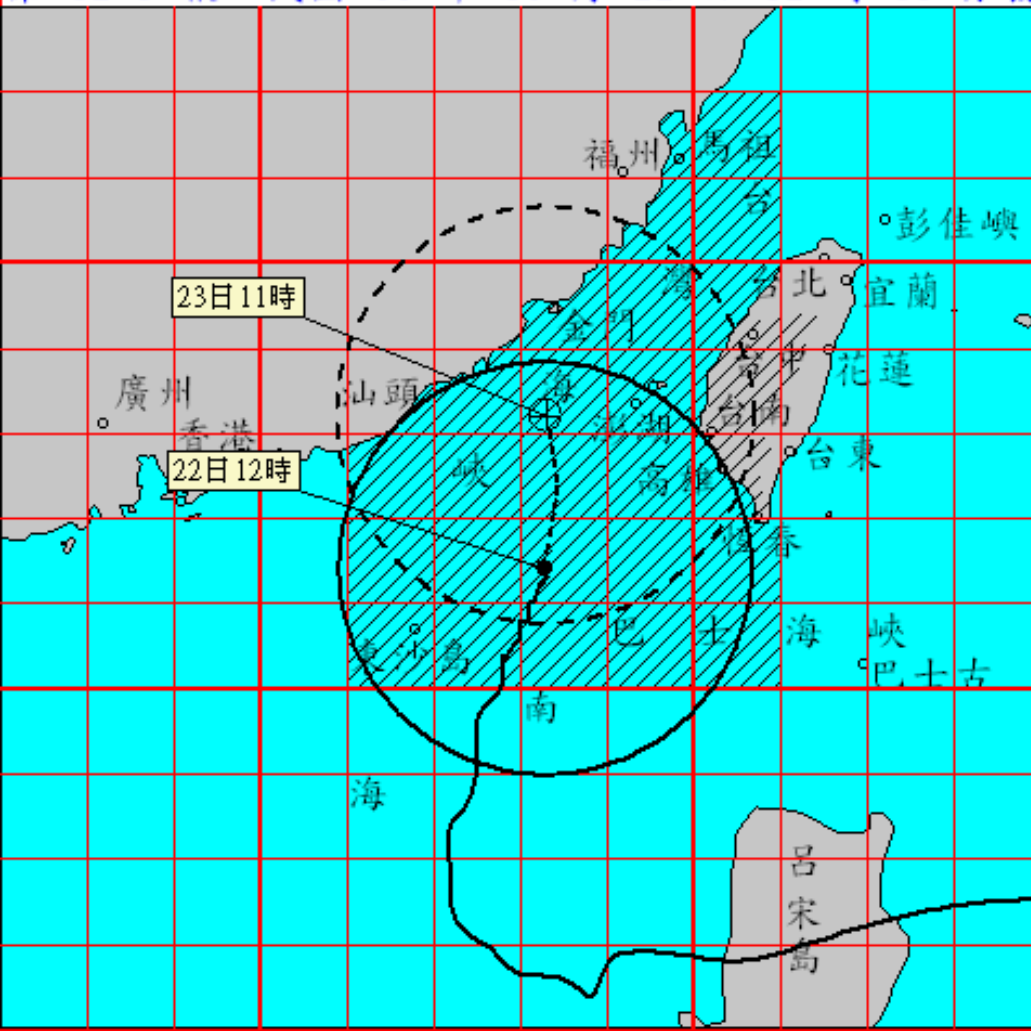 福州
馬祖
台
彭佳嶼
灣
台北
宜蘭
23日11時
金門
台中
花蓮
廣州
汕頭
海
台南
香港
澎湖
台東
22日12時
峽
高雄
恆春
巴士海峽
東沙島
巴士古
南
海
呂宋島